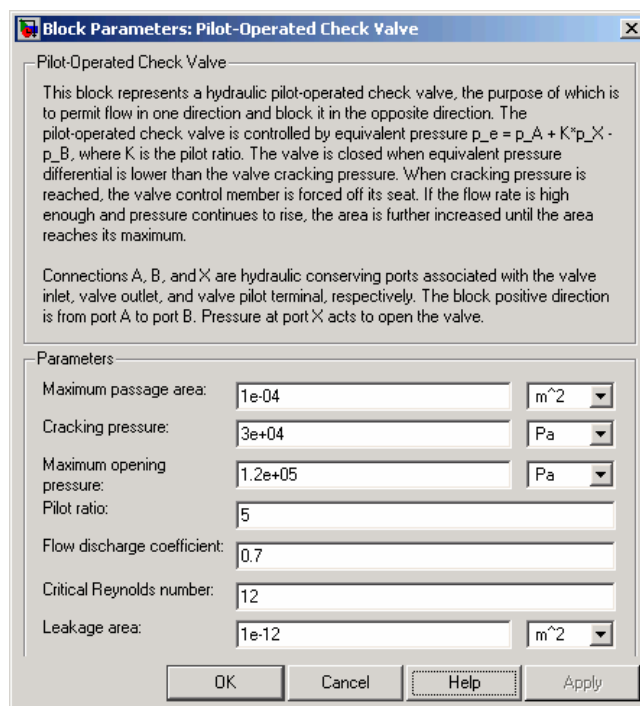 Block Parameters: Pilot-Operated Check Valve
Pilot-Operated Check Valve
This block represents a hydraulic pilot-operated check valve, the purpose of which is
to permit flow in one direction and block it in the opposite direction. The
pilot-operated check valve is controlled by equivalent pressure p_e = p_A + K*p_X -
p_B, where K is the pilot ratio. The valve is closed when equivalent pressure
differential is lower than the valve cracking pressure. When cracking pressure is
reached, the valve control member is forced off its seat. If the flow rate is high
enough and pressure continues to rise, the area is further increased until the area
reaches its maximum.
Connections A, B, and X are hydraulic conserving ports associated with the valve
inlet, valve outlet, and valve pilot terminal, respectively. The block positive direction
is from port A to port B. Pressure at port X acts to open the valve.
Parameters
Maximum passage area: 1e-04 m^2
Cracking pressure: 3e+04 Pa
Maximum opening
pressure: 1.2e+05 Pa
Pilot ratio: 5
Flow discharge coefficient: 0.7
Critical Reynolds number: 12
Leakage area: 1e-12 m^2
OK Cancel Help Apply